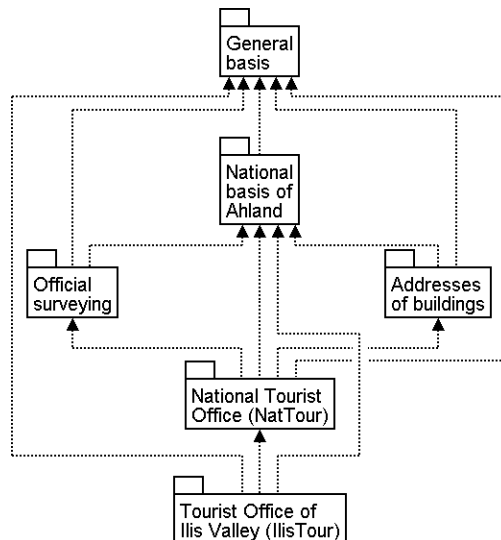 General
basis
National
basis of
Ahland
Official
surveying
Addresses
of buildings
National Tourist
Office (NatTour)
Tourist Office of
Ilis Valley (IlisTour)